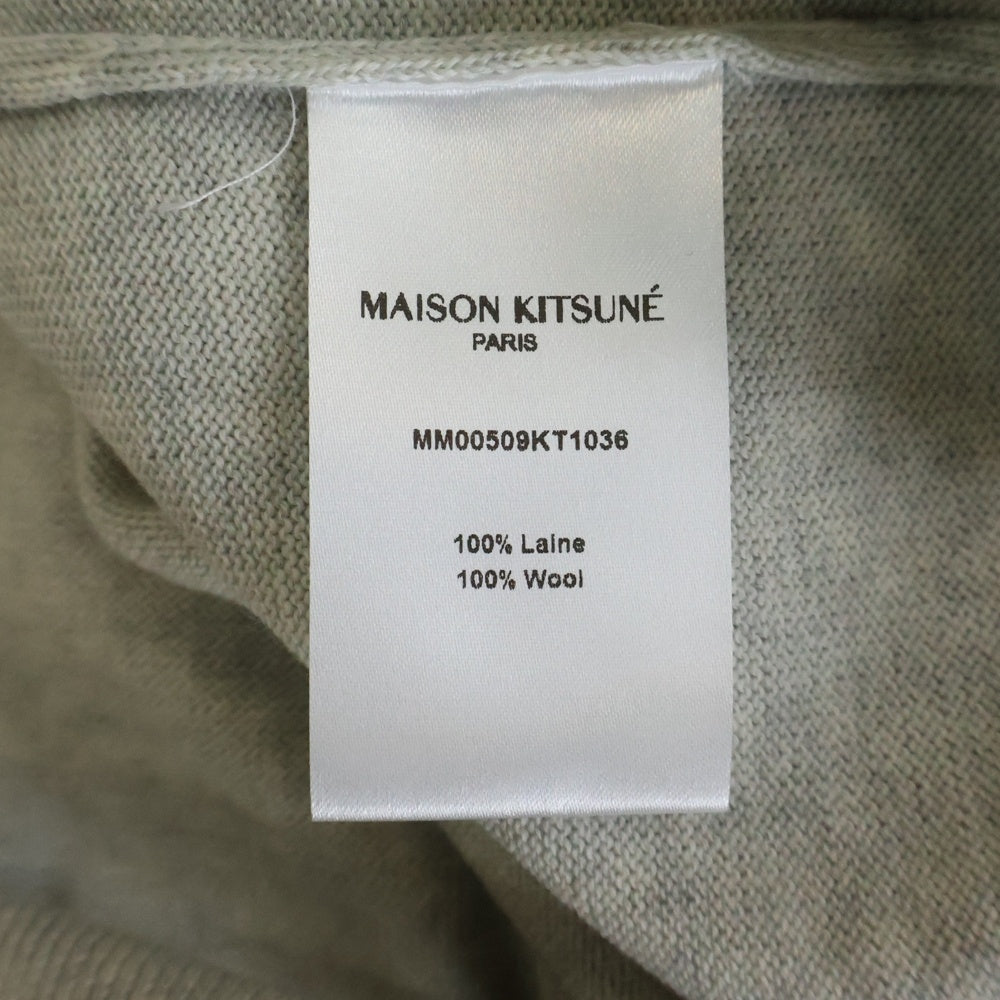 MAISON KITSUNÉ
PARIS
MM00509KT1036
100% Laine
100% Wool